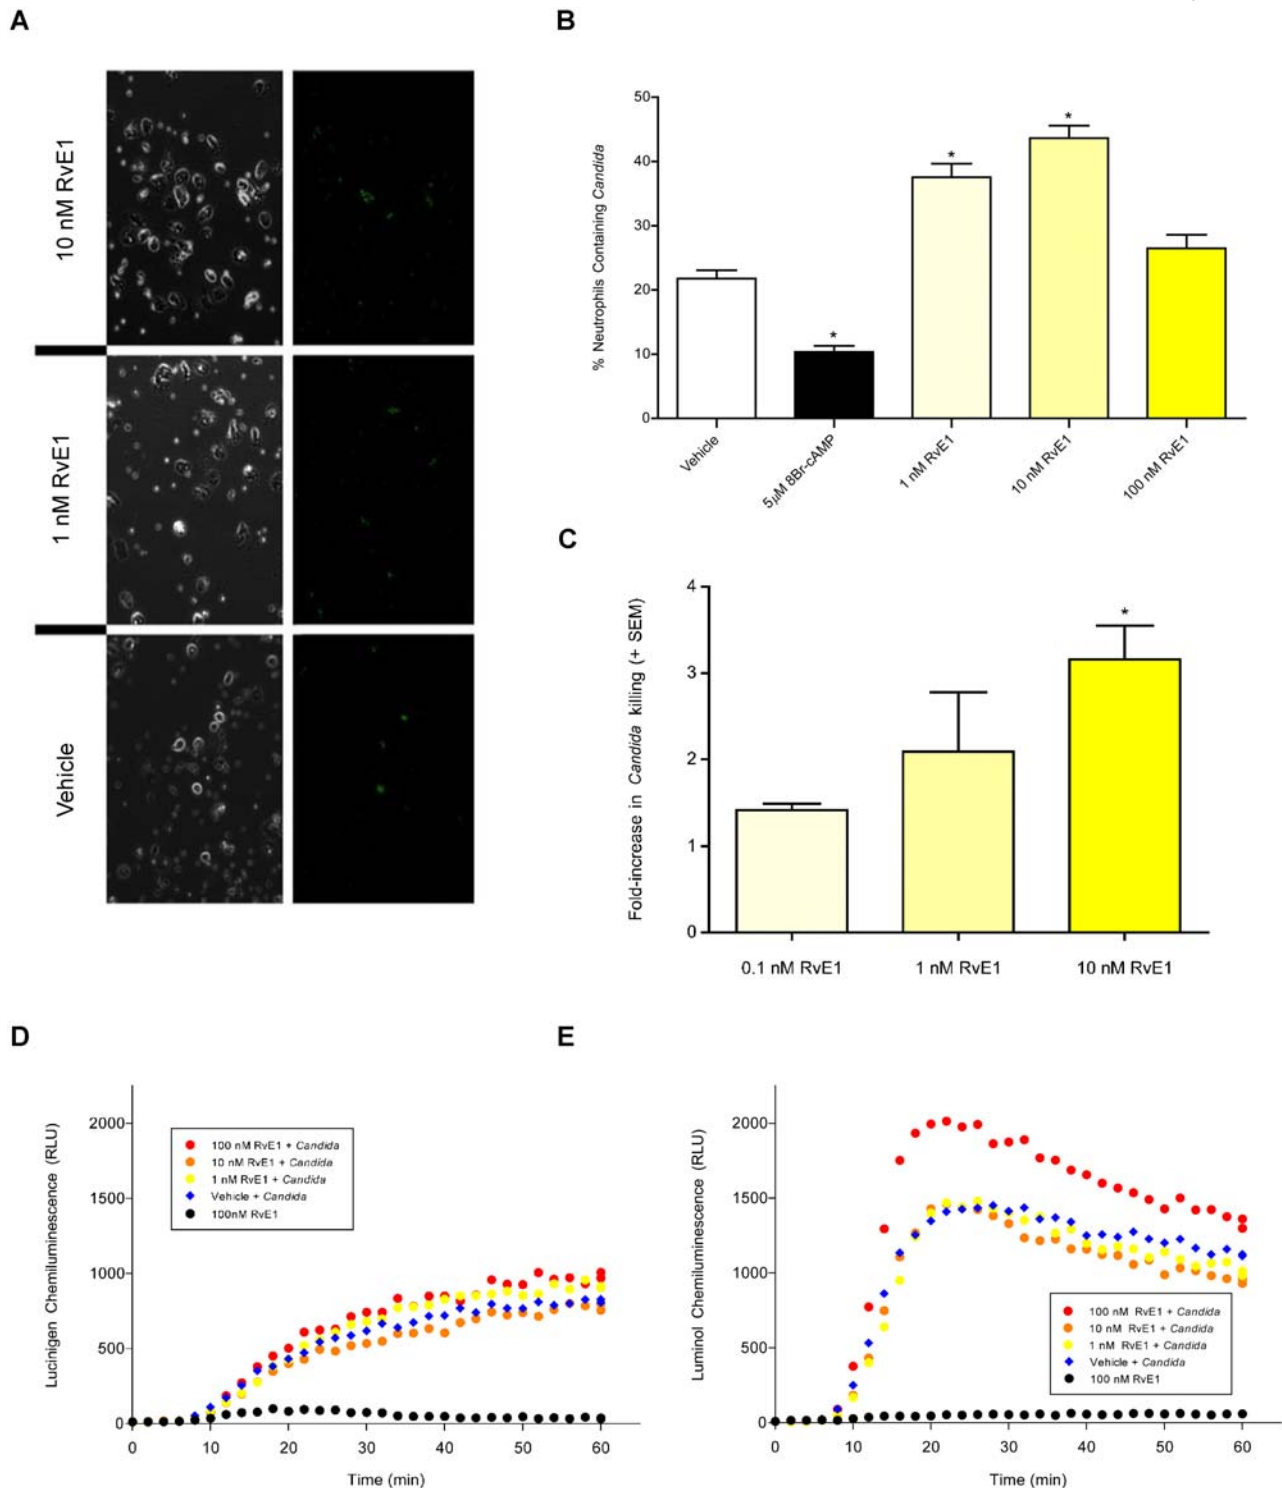 A
10 nM RvE1
1 nM RvE1
Vehicle
B
% Neutrophils Containing Candida
50
40
30
20
10
0
*
*
*
Vehicle
5μM 8Br-cAMP
1 nM RvE1
10 nM RvE1
100 nM RvE1
C
Fold-increase in Candida killing (+ SEM)
4
3
2
1
0
*
0.1 nM RvE1
1 nM RvE1
10 nM RvE1
D
Lucinigen Chemiluminescence (RLU)
2000
1500
1000
500
0
100 nM RvE1 + Candida
10 nM RvE1 + Candida
1 nM RvE1 + Candida
Vehicle + Candida
100nM RvE1
0 10 20 30 40 50 60
Time (min)
E
Luminol Chemiluminescence (RLU)
2000
1500
1000
500
0
100 nM RvE1 + Candida
10 nM RvE1 + Candida
1 nM RvE1 + Candida
Vehicle + Candida
100 nM RvE1
0 10 20 30 40 50 60
Time (min)